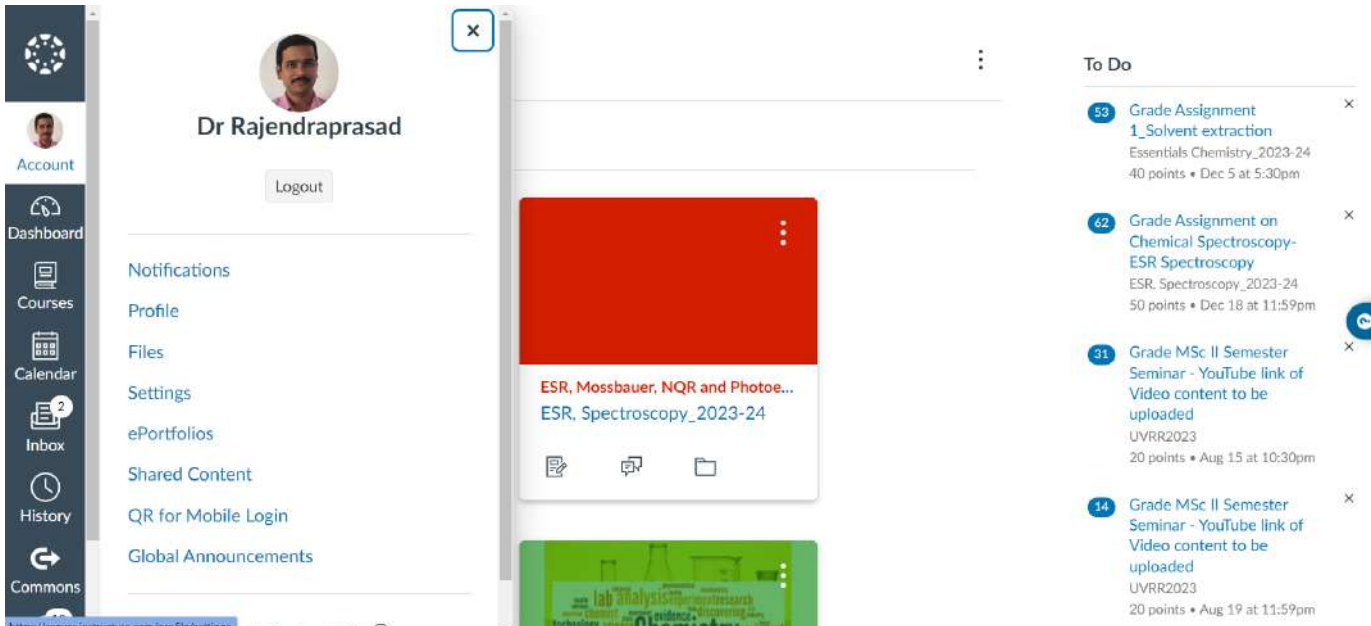 Account
Dashboard
Courses
Calendar
2
Inbox
History
Commons
Dr Rajendraprasad
Logout
Notifications
Profile
Files
Settings
ePortfolios
Shared Content
QR for Mobile Login
Global Announcements
ESR, Mossbauer, NQR and Photoe...
ESR, Spectroscopy_2023-24
lab analysis
research
evidence
Chemistry
To Do
53
Grade Assignment
1_Solvent extraction
Essentials Chemistry_2023-24
40 points • Dec 5 at 5:30pm
62
Grade Assignment on
Chemical Spectroscopy-
ESR Spectroscopy
ESR, Spectroscopy_2023-24
50 points • Dec 18 at 11:59pm
31
Grade MSc II Semester
Seminar - YouTube link of
Video content to be
uploaded
UVRR2023
20 points • Aug 15 at 10:30pm
14
Grade MSc II Semester
Seminar - YouTube link of
Video content to be
uploaded
UVRR2023
20 points • Aug 19 at 11:59pm